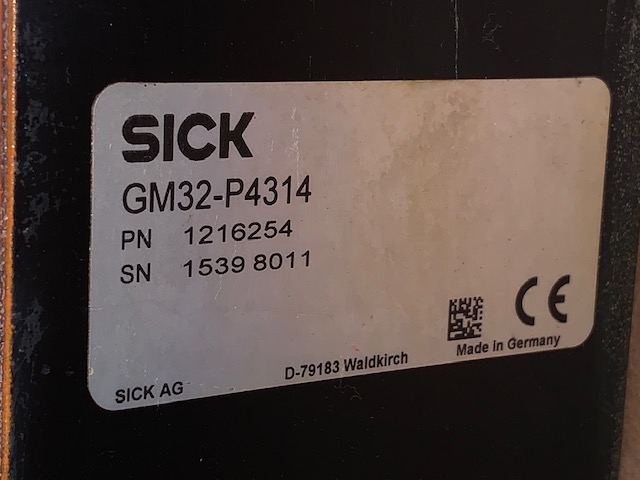 SICK
GM32-P4314
PN 1216254
SN 1539 8011
CE
Made in Germany
D-79183 Waldkirch
SICK AG